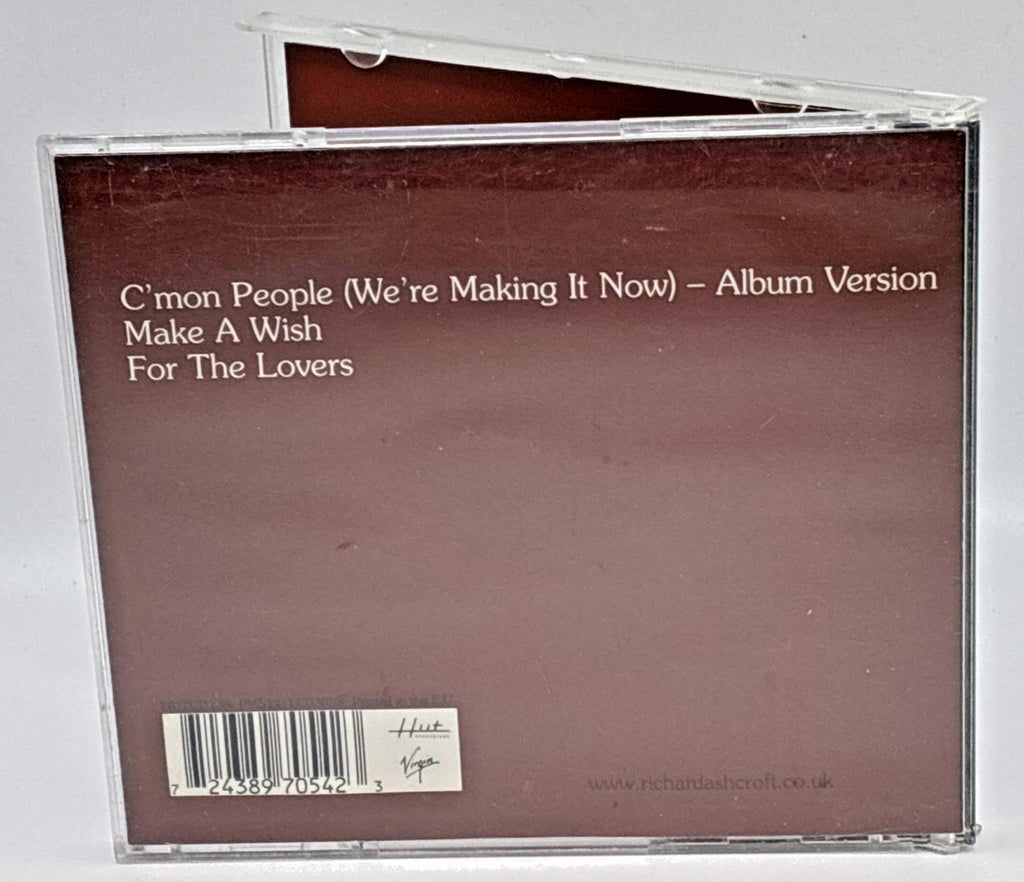 C'mon People (We're Making It Now) – Album Version
Make A Wish
For The Lovers
Hut
Virgin
7 24389 70542 3
www.richardashcroft.co.uk